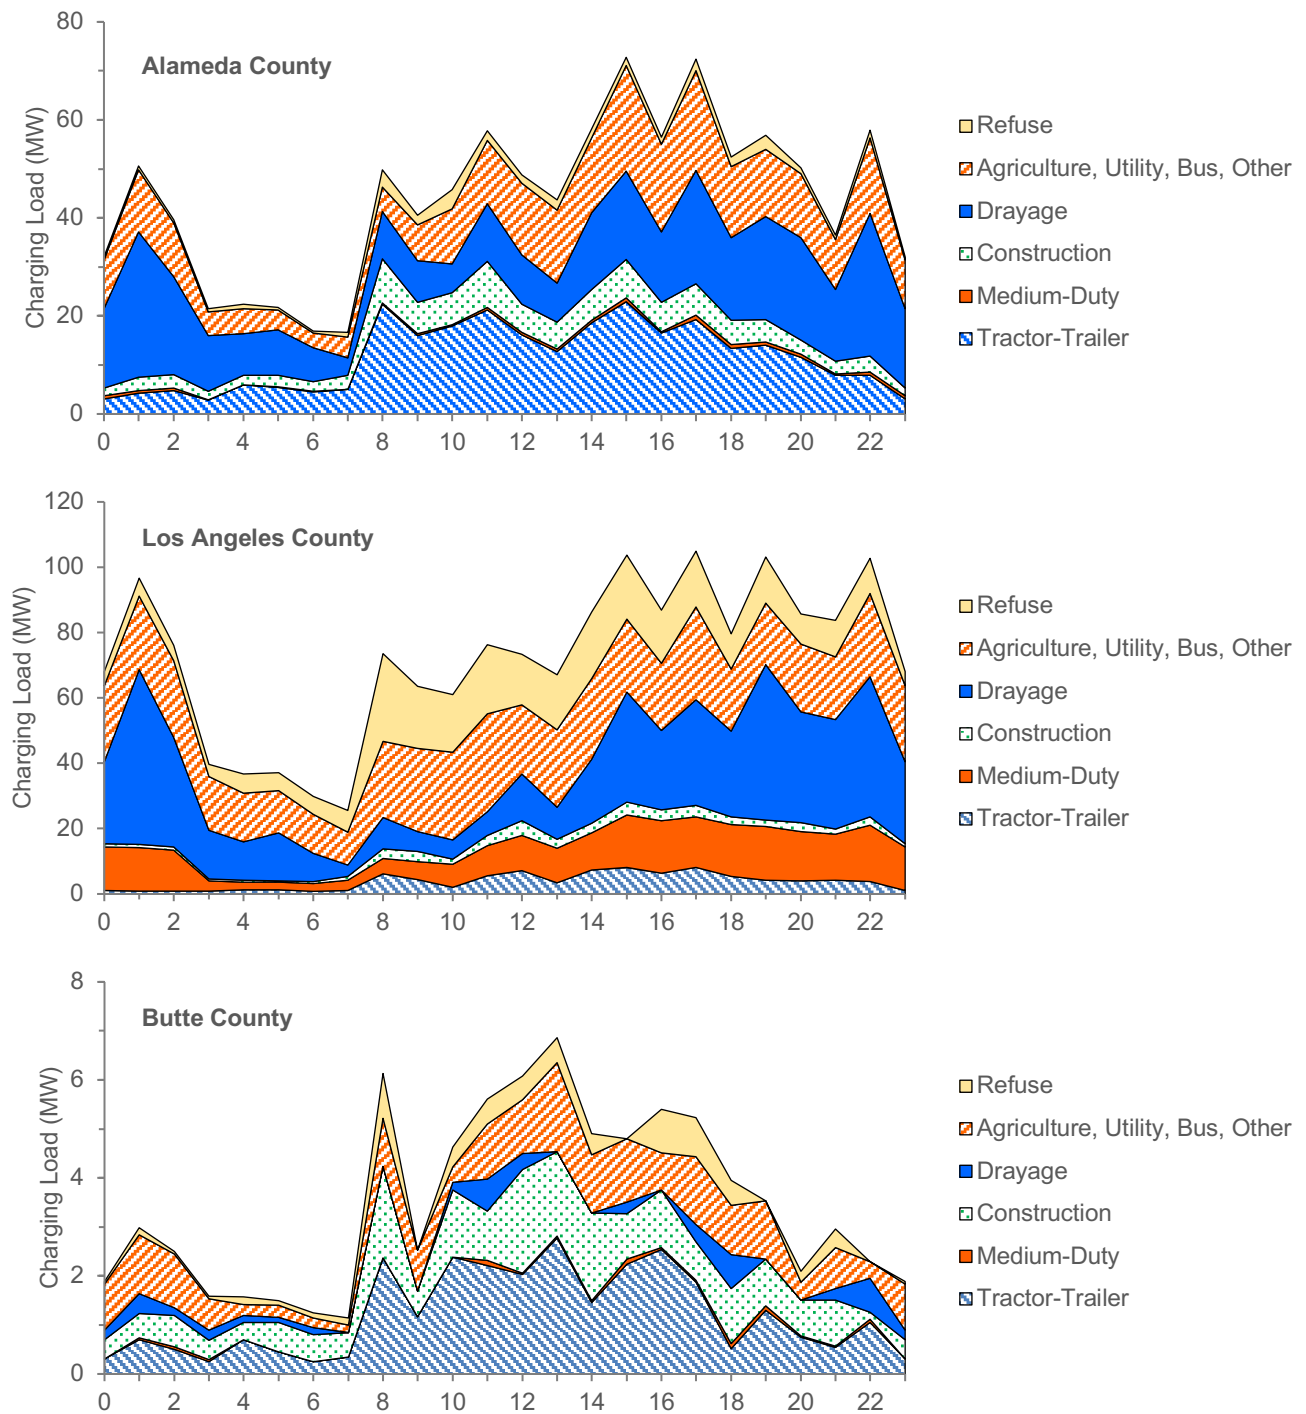 80
60
40
20
0
Charging Load (MW)
Alameda County
0 2 4 6 8 10 12 14 16 18 20 22
Refuse
Agriculture, Utility, Bus, Other
Drayage
Construction
Medium-Duty
Tractor-Trailer
120
100
80
60
40
20
0
Charging Load (MW)
Los Angeles County
0 2 4 6 8 10 12 14 16 18 20 22
Refuse
Agriculture, Utility, Bus, Other
Drayage
Construction
Medium-Duty
Tractor-Trailer
8
6
4
2
0
Charging Load (MW)
Butte County
0 2 4 6 8 10 12 14 16 18 20 22
Refuse
Agriculture, Utility, Bus, Other
Drayage
Construction
Medium-Duty
Tractor-Trailer